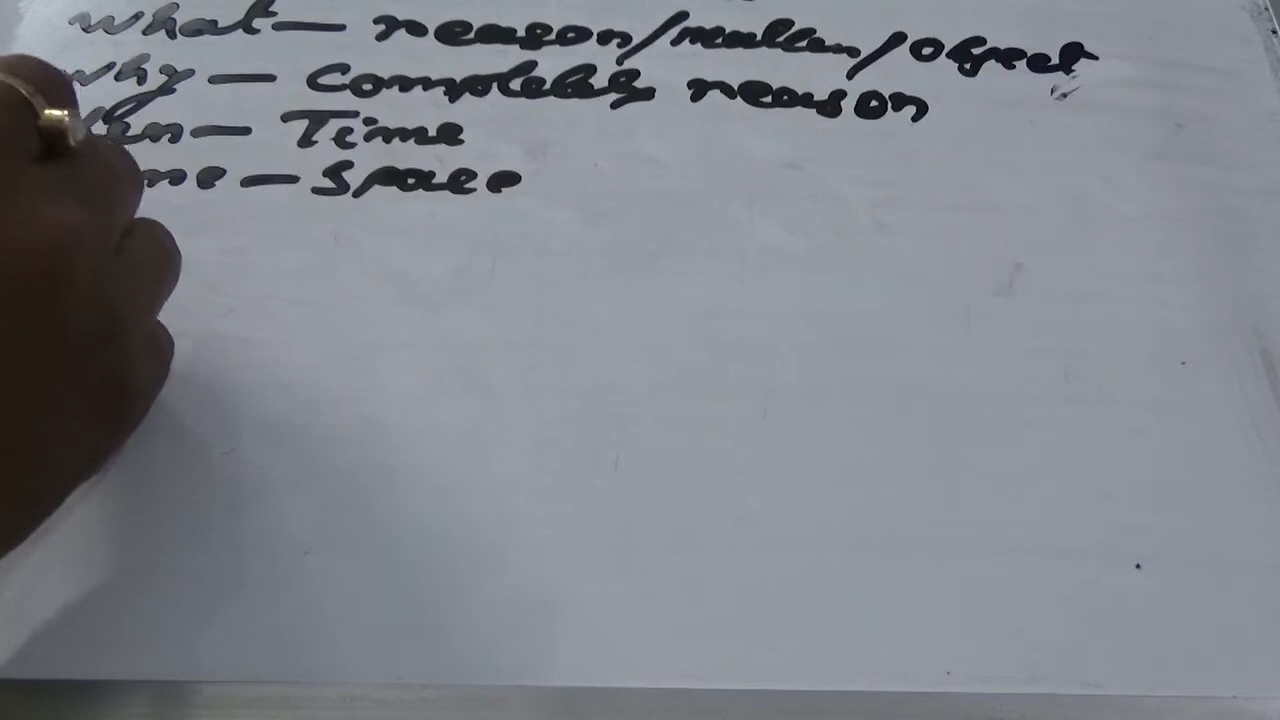 what - reason/matter/object
why - completely reason
- Time
- space